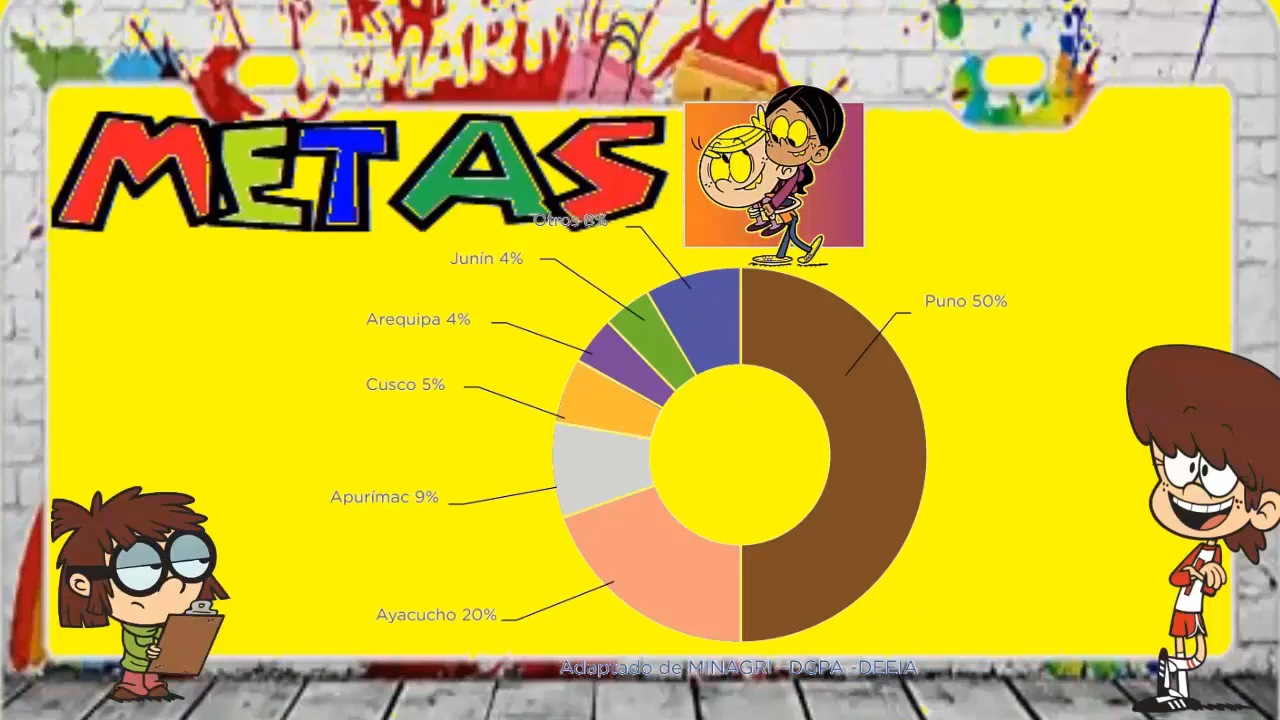 METAS
Otros 8%
Junín 4%
Puno 50%
Arequipa 4%
Cusco 5%
Apurímac 9%
Ayacucho 20%
Adaptado de MINAGRI -DGPA -DEEIA